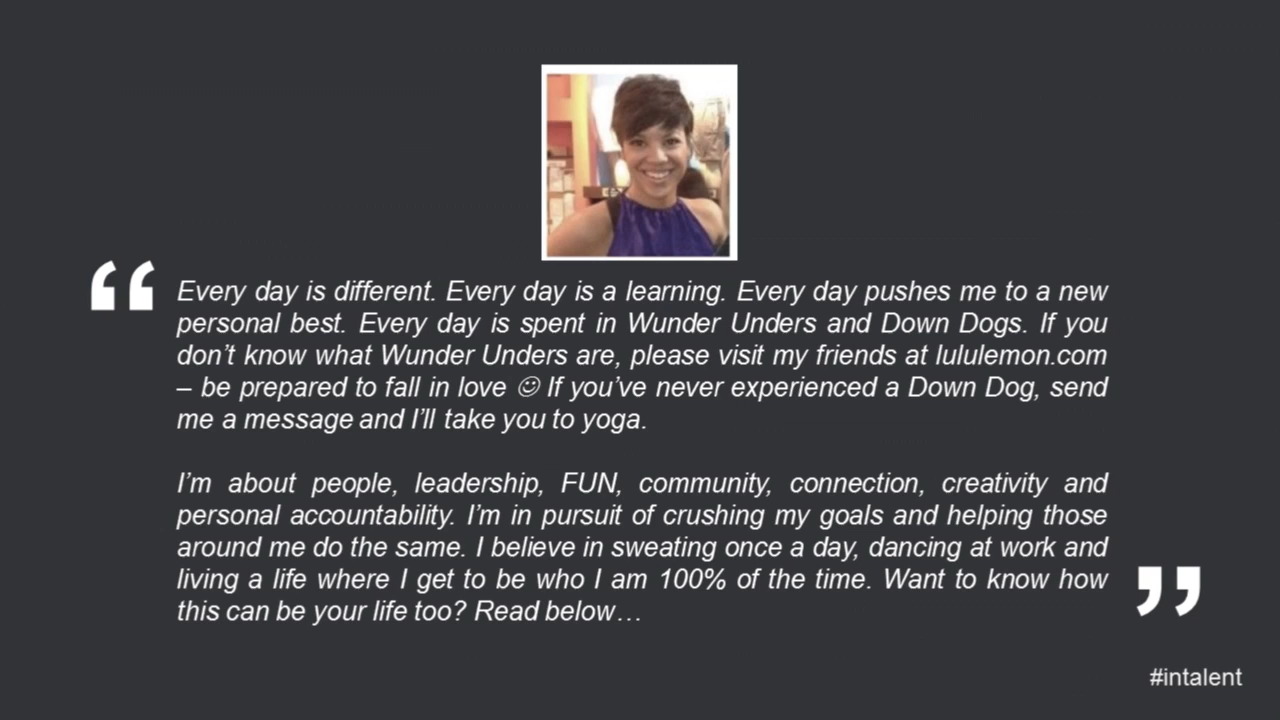 “
Every day is different. Every day is a learning. Every day pushes me to a new
personal best. Every day is spent in Wunder Unders and Down Dogs. If you
don’t know what Wunder Unders are, please visit my friends at lululemon.com
– be prepared to fall in love ☺ If you’ve never experienced a Down Dog, send
me a message and I’ll take you to yoga.
I’m about people, leadership, FUN, community, connection, creativity and
personal accountability. I’m in pursuit of crushing my goals and helping those
around me do the same. I believe in sweating once a day, dancing at work and
living a life where I get to be who I am 100% of the time. Want to know how
this can be your life too? Read below…
”
#intalent